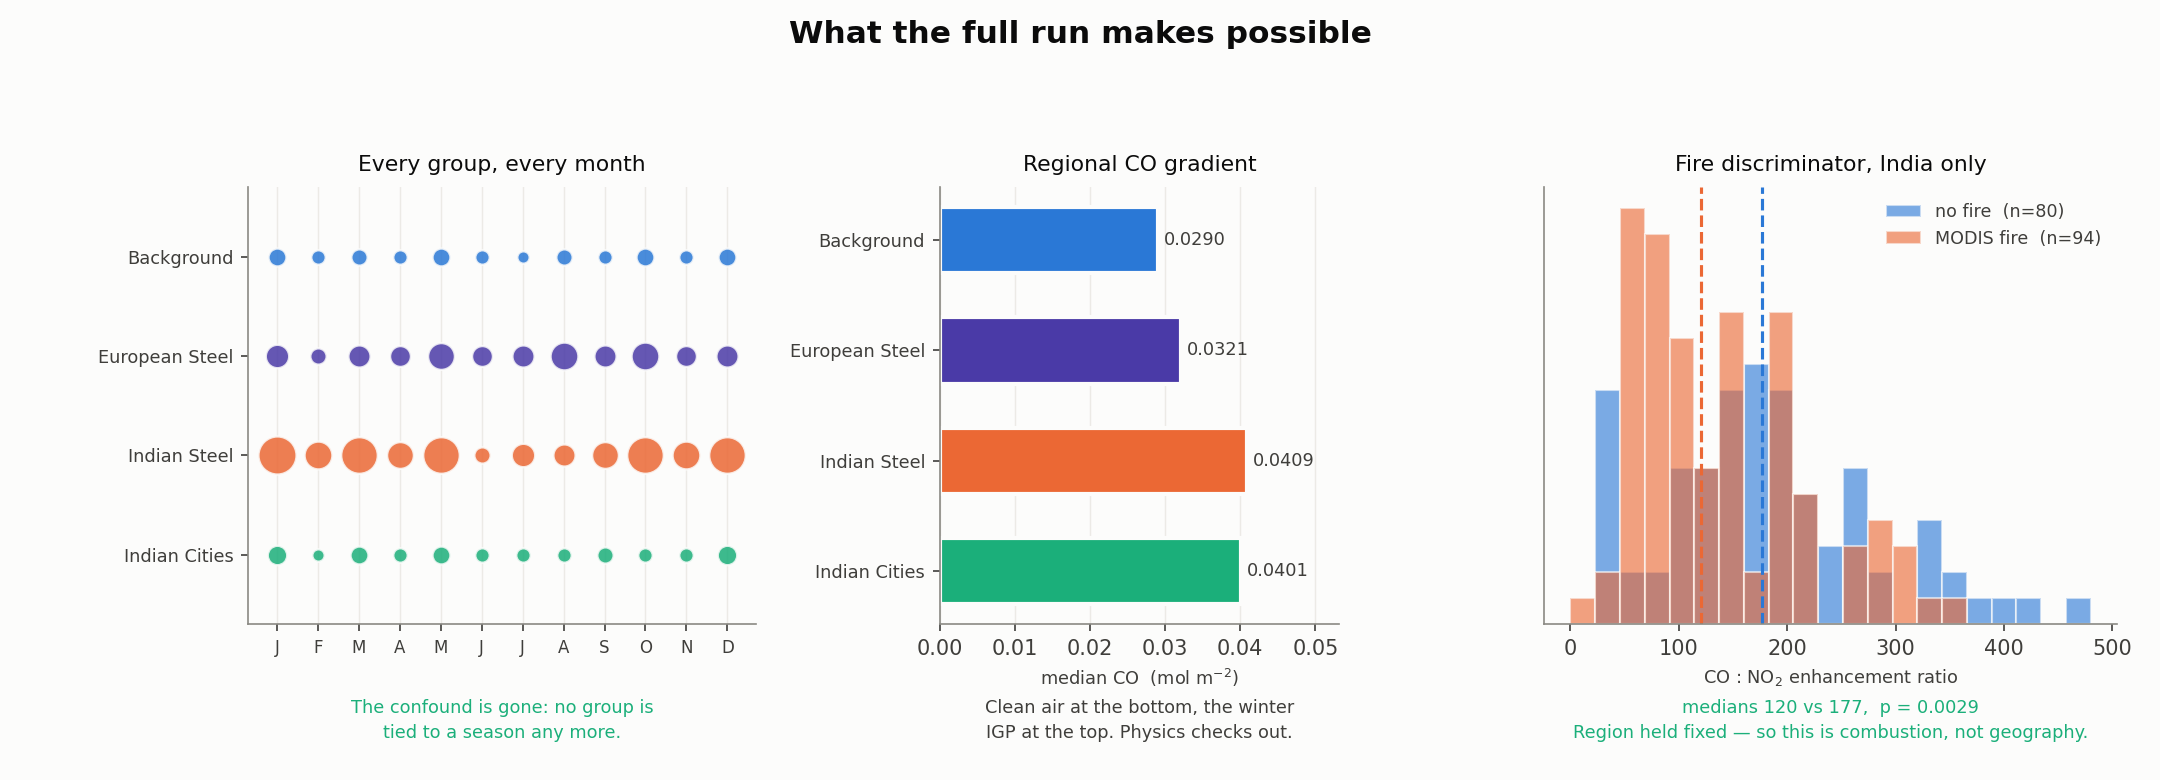 What the full run makes possible
Every group, every month
Background
European Steel
Indian Steel
Indian Cities
J F M A M J J A S O N D
The confound is gone: no group is
tied to a season any more.
Regional CO gradient
Background
0.0290
European Steel
0.0321
Indian Steel
0.0409
Indian Cities
0.0401
0.00 0.01 0.02 0.03 0.04 0.05
median CO (mol m⁻²)
Clean air at the bottom, the winter
IGP at the top. Physics checks out.
Fire discriminator, India only
no fire (n=80)
MODIS fire (n=94)
0 100 200 300 400 500
CO : NO₂ enhancement ratio
medians 120 vs 177, p = 0.0029
Region held fixed — so this is combustion, not geography.